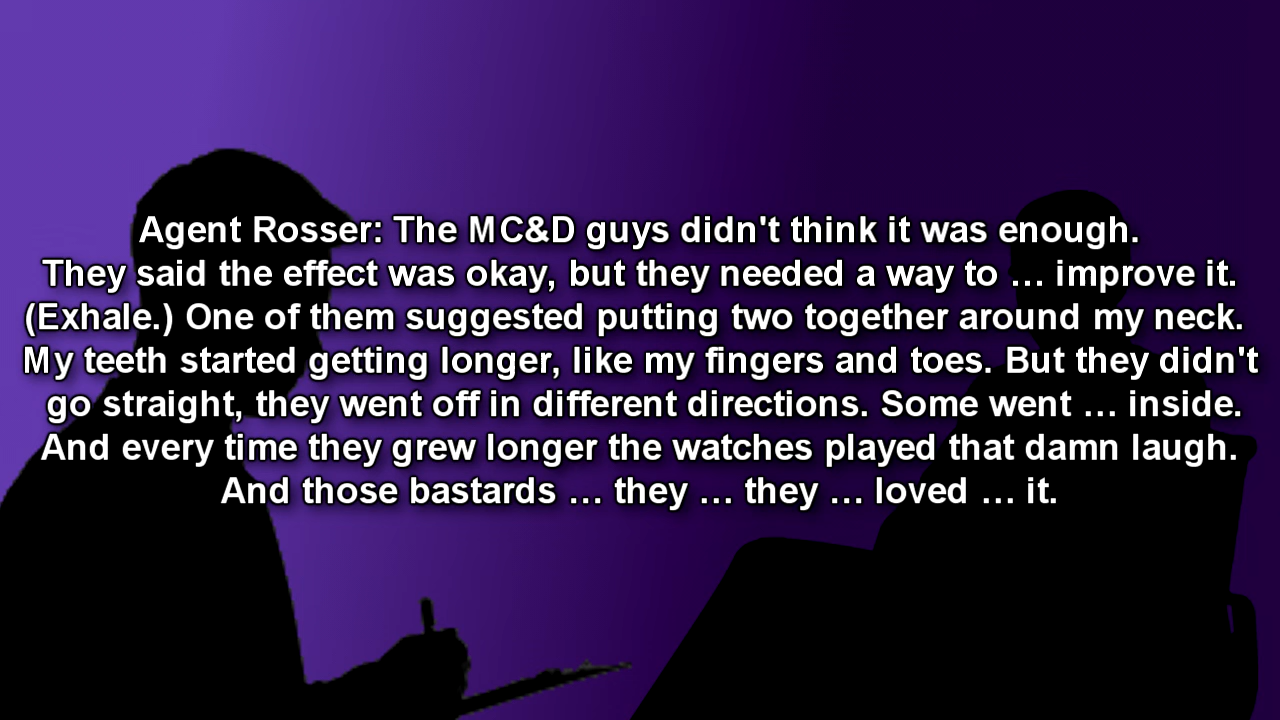 Agent Rosser: The MC&D guys didn't think it was enough.
They said the effect was okay, but they needed a way to … improve it.
(Exhale.) One of them suggested putting two together around my neck.
My teeth started getting longer, like my fingers and toes. But they didn't
go straight, they went off in different directions. Some went … inside.
And every time they grew longer the watches played that damn laugh.
And those bastards … they … they … loved … it.